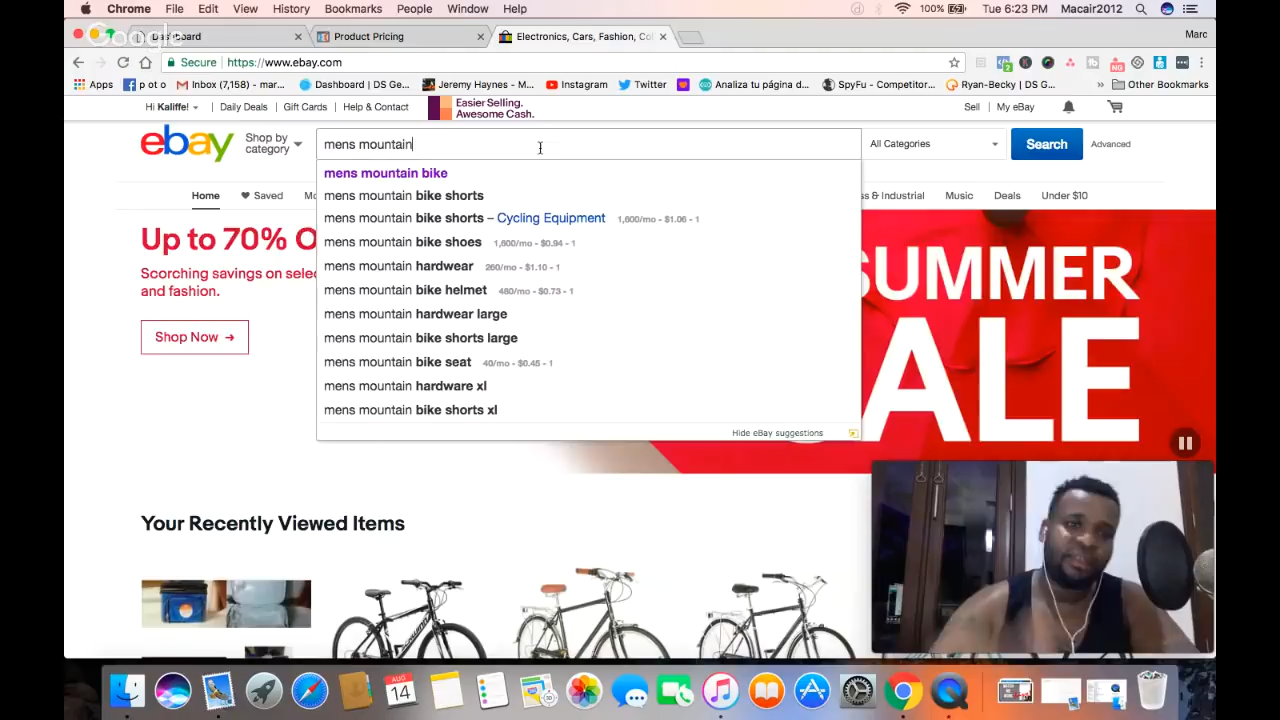 Chrome File Edit View History Bookmarks People Window Help 100% Tue 6:23 PM Macair2012
Google
Dashboard Product Pricing Electronics, Cars, Fashion, Col Marc
Secure https://www.ebay.com
Apps p ot o Inbox (7,158) – mar... Dashboard | DS Ge... Jeremy Haynes - M... Instagram Twitter Analiza tu página d... SpyFu - Competitor... Ryan-Becky | DS G... » Other Bookmarks
Hi Kaliffe! Daily Deals Gift Cards Help & Contact Easier Selling. Sell My eBay
Awesome Cash.
ebay Shop by category mens mountain All Categories Search Advanced
Home Saved Mo s & Industrial Music Deals Under $10
mens mountain bike
mens mountain bike shorts
mens mountain bike shorts – Cycling Equipment 1,600/mo - $1.06 - 1
mens mountain bike shoes 1,600/mo - $0.94 - 1
mens mountain hardwear 260/mo - $1.10 - 1
mens mountain bike helmet 480/mo - $0.73 - 1
mens mountain hardwear large
mens mountain bike shorts large
mens mountain bike seat 40/mo - $0.45 - 1
mens mountain hardware xl
mens mountain bike shorts xl
Hide eBay suggestions
Up to 70% O
Scorching savings on selec
and fashion.
Shop Now →
SUMMER
SALE
Your Recently Viewed Items
AUG
14